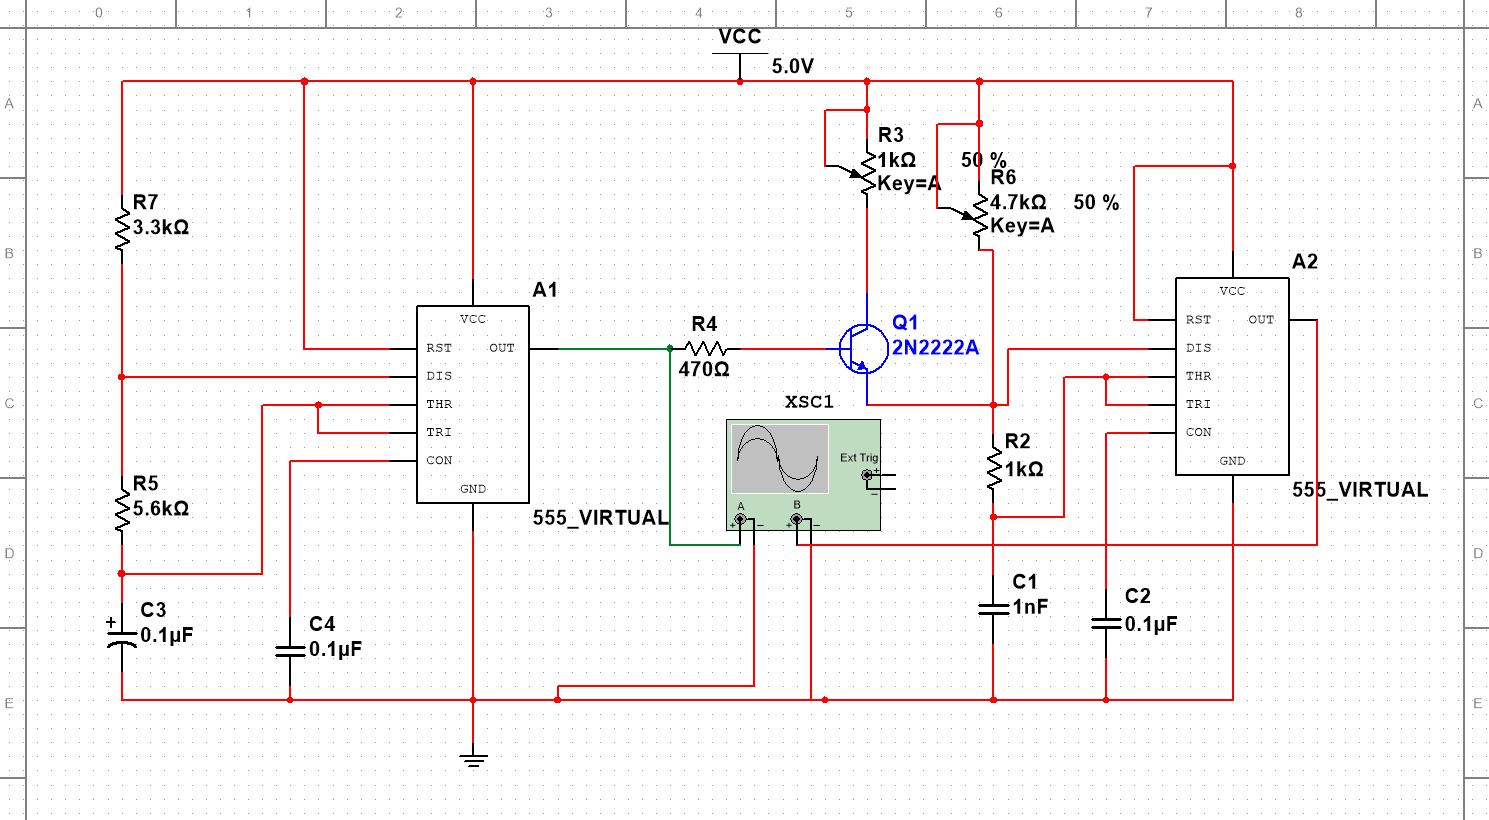 0 1 2 3 4 5 6 7 8
VCC
5.0V
A
A
R3
1kΩ
50 %
Key=A
R6
4.7kΩ
50 %
Key=A
R7
3.3kΩ
B
B
A1
VCC
RST
OUT
DIS
THR
TRI
CON
GND
555_VIRTUAL
R4
470Ω
Q1
2N2222A
A2
VCC
RST
OUT
DIS
THR
TRI
CON
GND
555_VIRTUAL
C
C
XSC1
Ext Trig
+
_
A
B
+
_
+
_
R2
1kΩ
R5
5.6kΩ
D
D
+
C3
0.1µF
C4
0.1µF
C1
1nF
C2
0.1µF
E
E